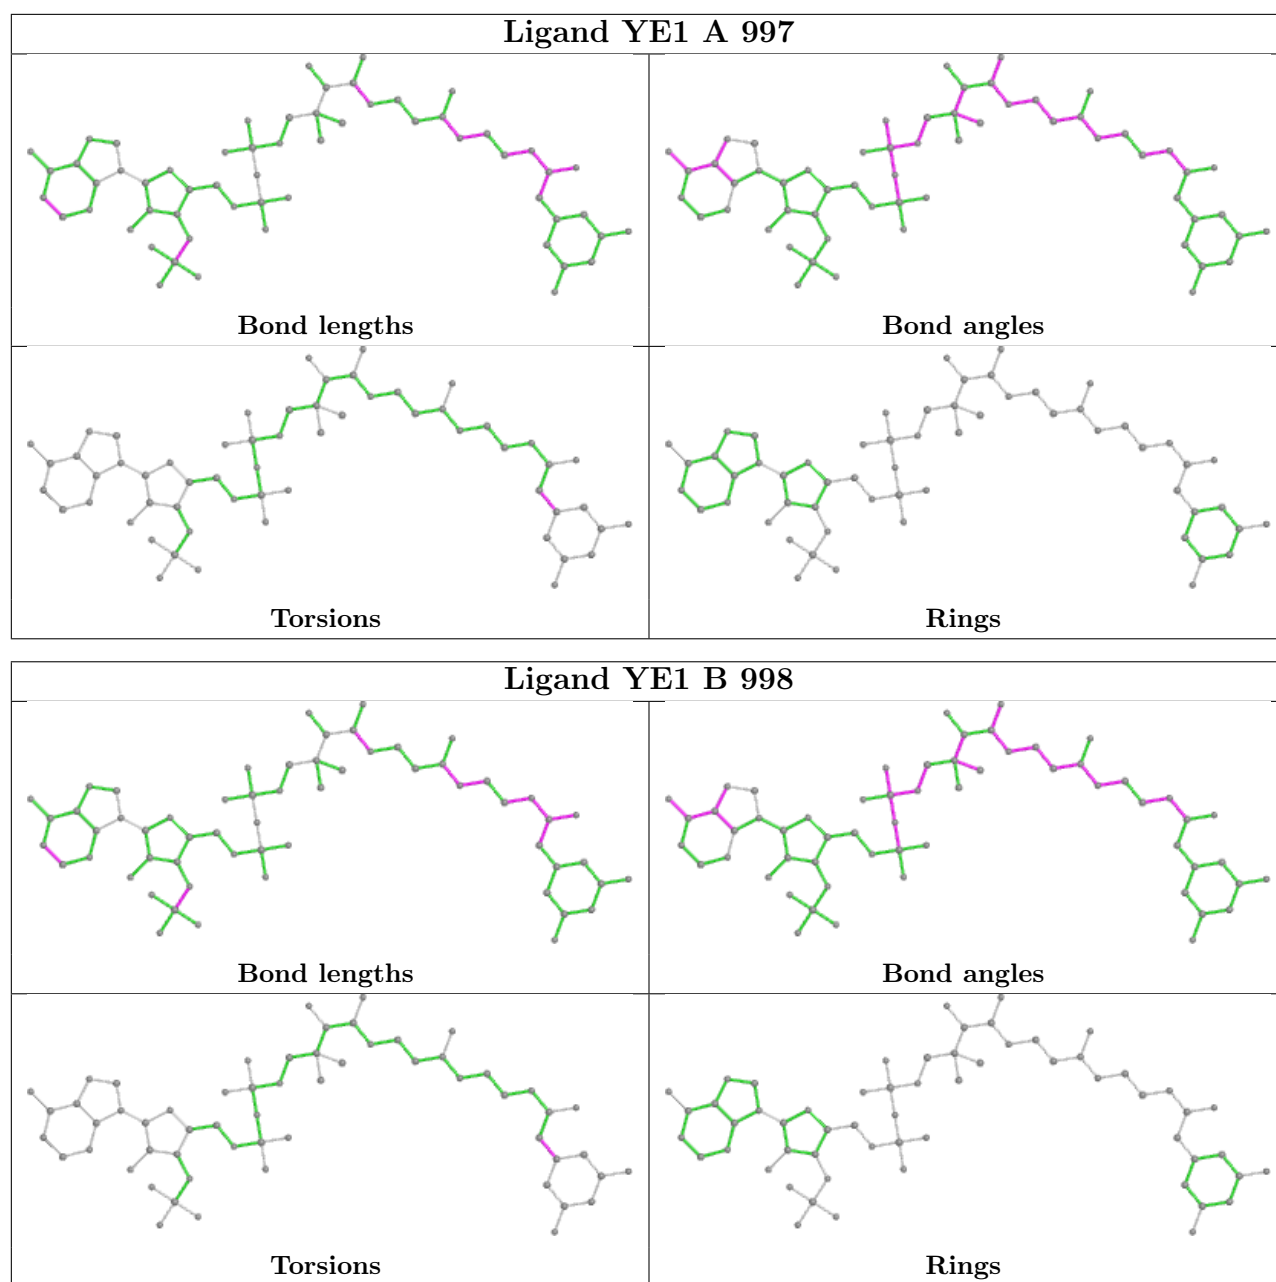 Ligand YE1 A 997
Bond lengths
Bond angles
Torsions
Rings
Ligand YE1 B 998
Bond lengths
Bond angles
Torsions
Rings